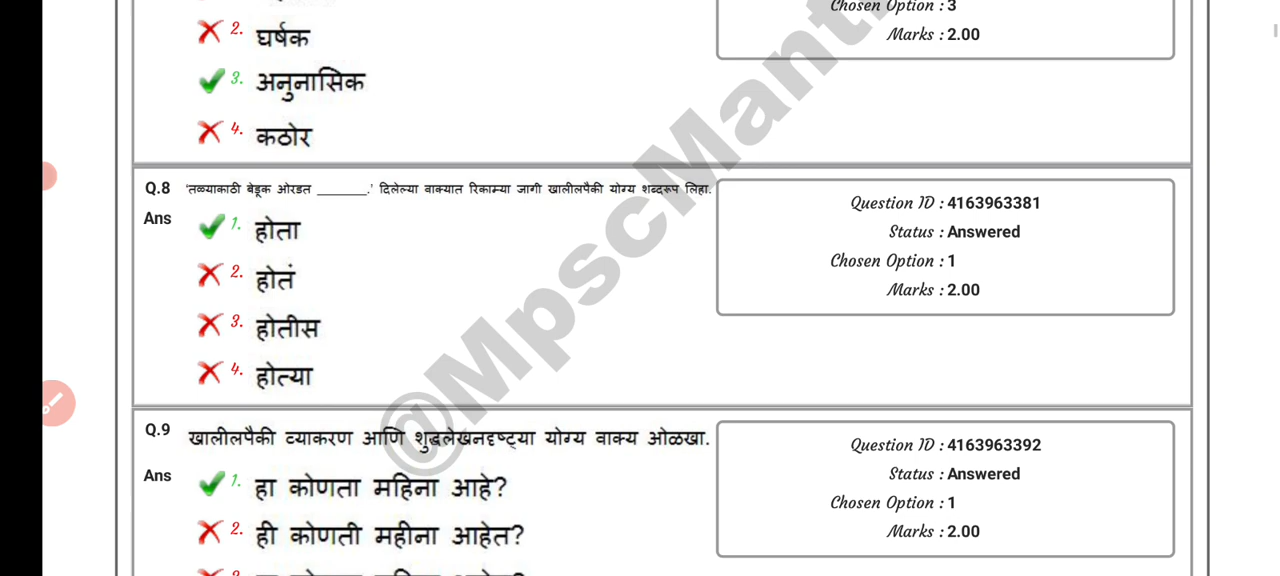 Chosen Option : 3
2. घर्षक
Marks : 2.00
3. अनुनासिक
4. कठोर
Q.8 'तळ्याकाठी बेडूक ओरडत _______.' दिलेल्या वाक्यात रिकाम्या जागी खालीलपैकी योग्य शब्दरूप लिहा.
Ans
1. होता
2. होतं
3. होतीस
4. होत्या
Question ID : 4163963381
Status : Answered
Chosen Option : 1
Marks : 2.00
Q.9 खालीलपैकी व्याकरण आणि शुद्धलेखनदृष्ट्या योग्य वाक्य ओळखा.
Ans
1. हा कोणता महिना आहे?
2. ही कोणती महीना आहेत?
Question ID : 4163963392
Status : Answered
Chosen Option : 1
Marks : 2.00